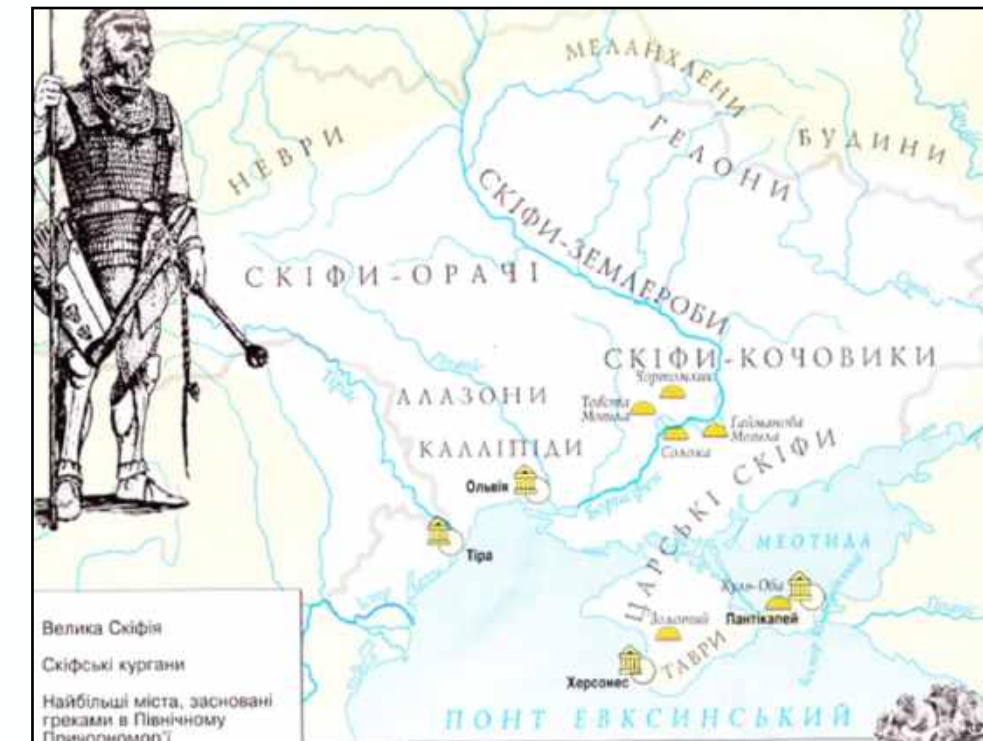 МЕЛАНХЛЕНИ
НЕВРИ
ГЕЛОНИ
БУДИНИ
СКІФИ-ЗЕМЛЕРОБИ
СКІФИ-ОРАЧІ
СКІФИ-КОЧОВИКИ
Чортомлик
АЛАЗОНИ
Товста
Могила
Гайманова
Могила
Солоха
КАЛЛІПІДИ
Ольвія
ЦАРСЬКІ СКІФИ
Тіра
МЕОТИДА
Куль-Оба
Пантікапей
Золотий
ТАВРИ
Херсонес
ПОНТ ЕВКСИНСЬКИЙ
Велика Скіфія
Скіфські кургани
Найбільші міста, засновані
греками в Північному
Причорномор'ї